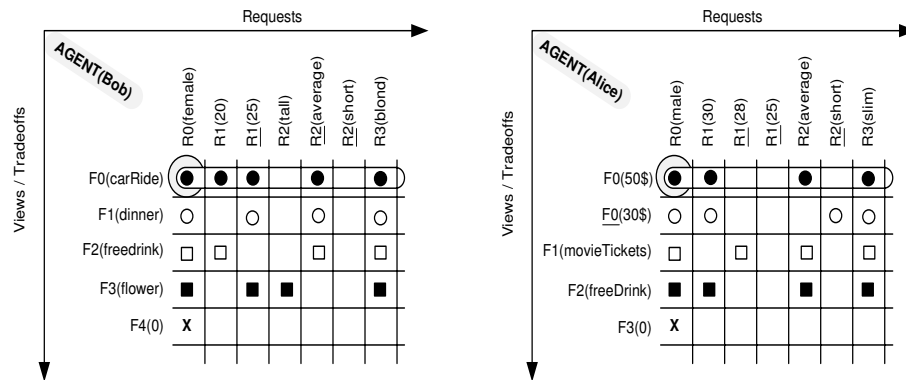 Requests
AGENT(Bob)
Views / Tradeoffs
R0(female)
R1(20)
R1(25)
R2(tall)
R2(average)
R2(short)
R3(blond)
F0(carRide)
F1(dinner)
F2(freedrink)
F3(flower)
F4(0)
X
Requests
AGENT(Alice)
Views / Tradeoffs
R0(male)
R1(30)
R1(28)
R1(25)
R2(average)
R2(short)
R3(slim)
F0(50$)
F0(30$)
F1(movieTickets)
F2(freeDrink)
F3(0)
X